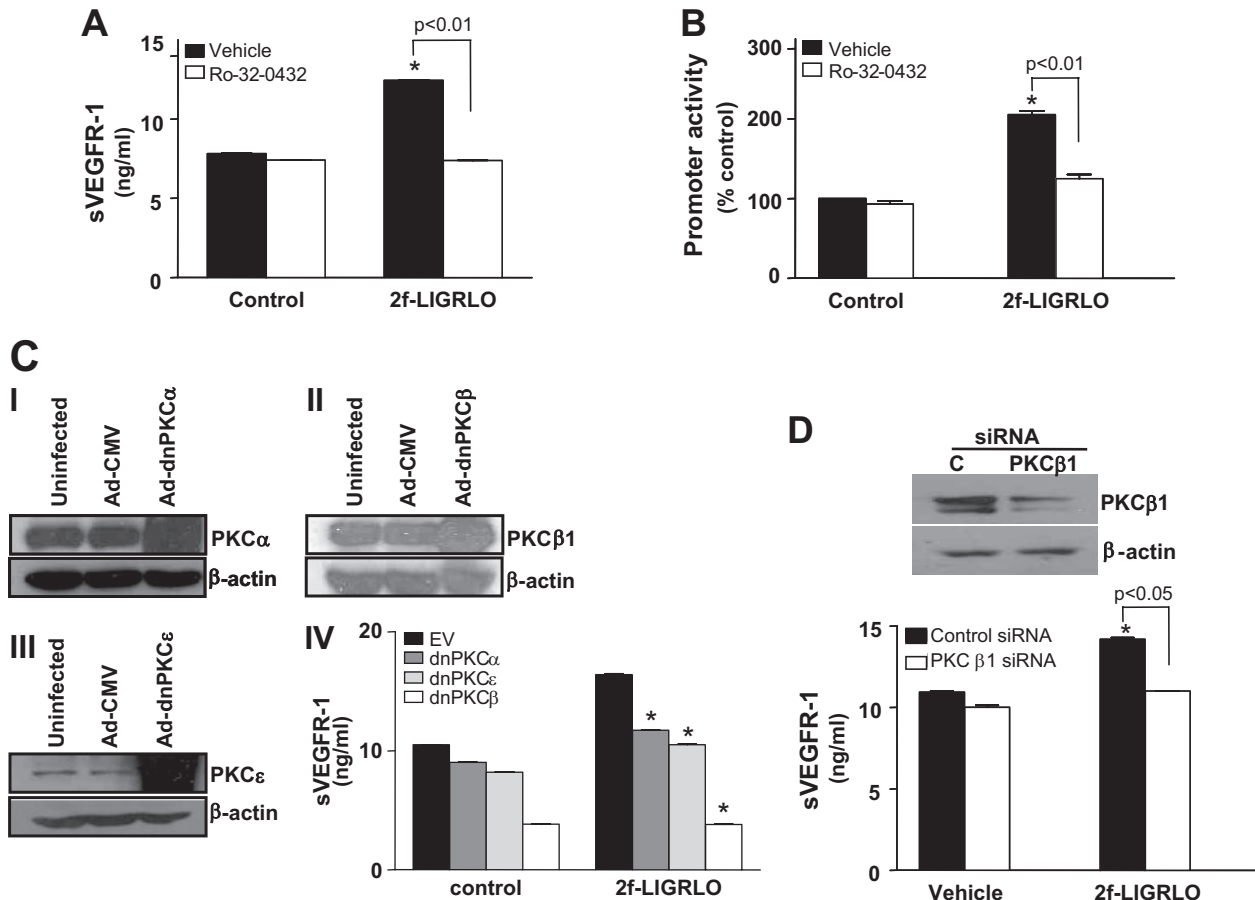 A
sVEGFR-1
(ng/ml)
15
10
5
0
Vehicle
Ro-32-0432
p<0.01
*
Control
2f-LIGRLO
B
Promoter activity
(% control)
300
200
100
0
Vehicle
Ro-32-0432
p<0.01
*
Control
2f-LIGRLO
C
I
Uninfected
Ad-CMV
Ad-dnPKCα
PKCα
β-actin
II
Uninfected
Ad-CMV
Ad-dnPKCβ
PKCβ1
β-actin
III
Uninfected
Ad-CMV
Ad-dnPKCε
PKCε
β-actin
IV
sVEGFR-1
(ng/ml)
20
10
0
EV
dnPKCα
dnPKCε
dnPKCβ
*
*
*
control
2f-LIGRLO
D
siRNA
C PKCβ1
PKCβ1
β-actin
sVEGFR-1
(ng/ml)
15
10
5
0
Control siRNA
PKC β1 siRNA
p<0.05
*
Vehicle
2f-LIGRLO